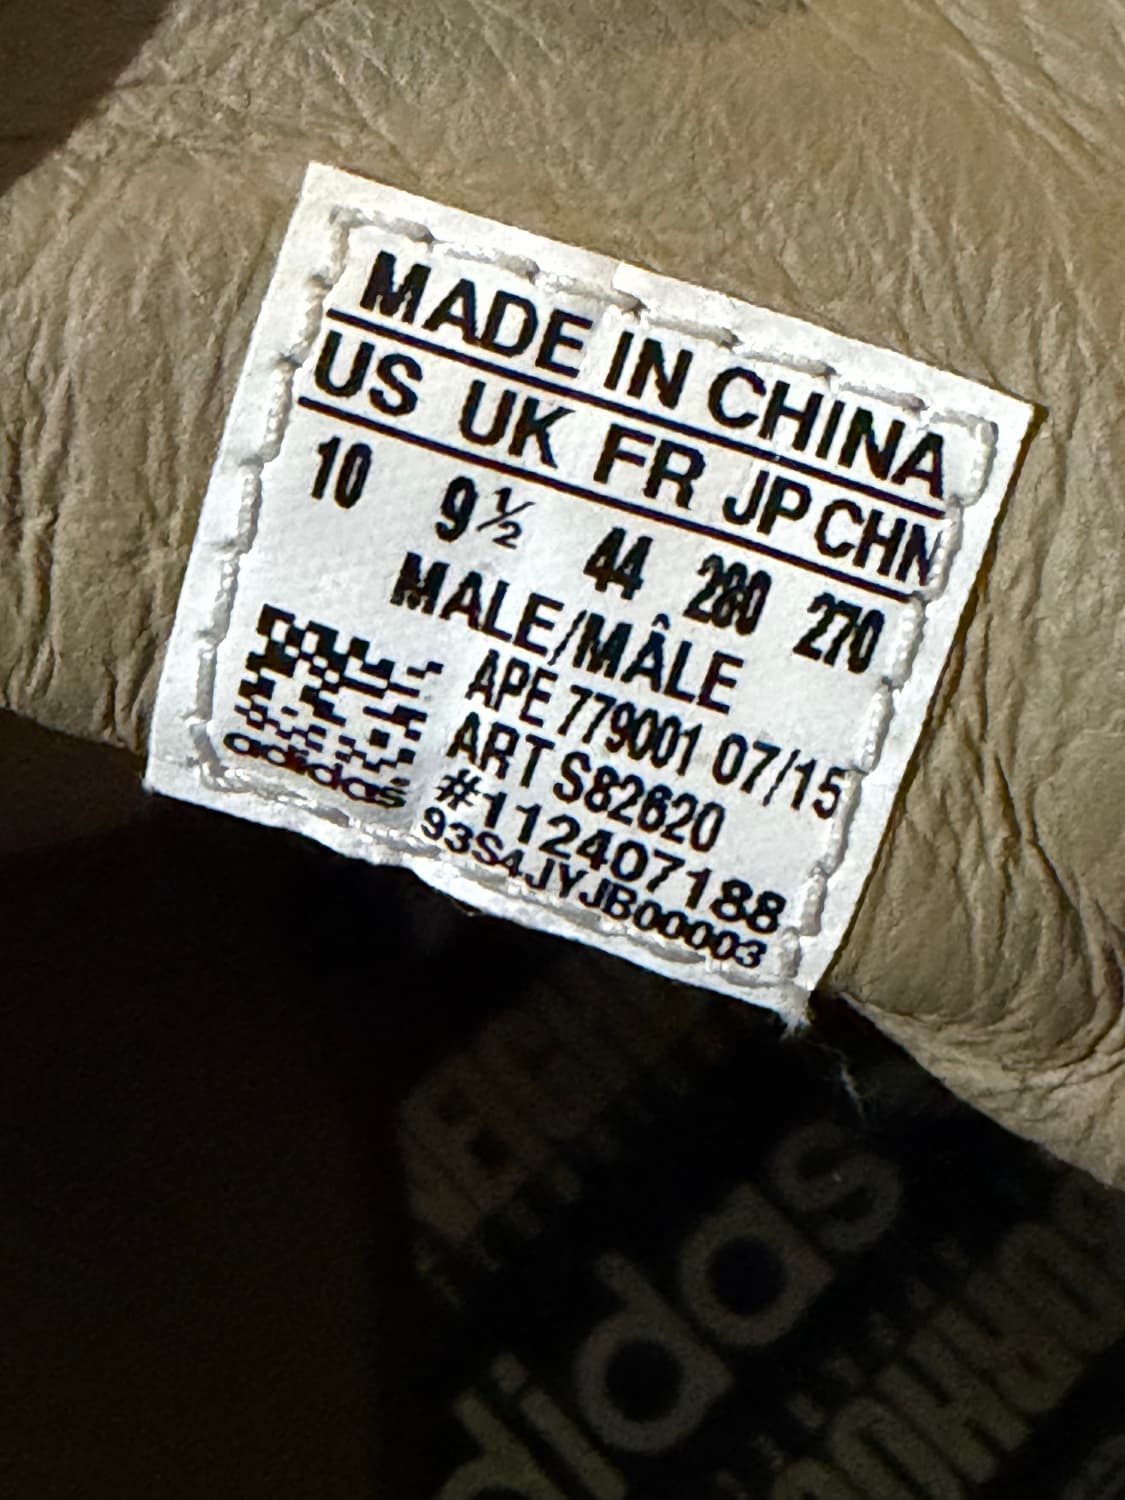 MADE IN CHINA
US UK FR JP CHN
10 9½ 44 280 270
MALE/MÂLE
APE 779001 07/15
ART S82620
#112407188
93S4JYJB00003
adidas
adidas